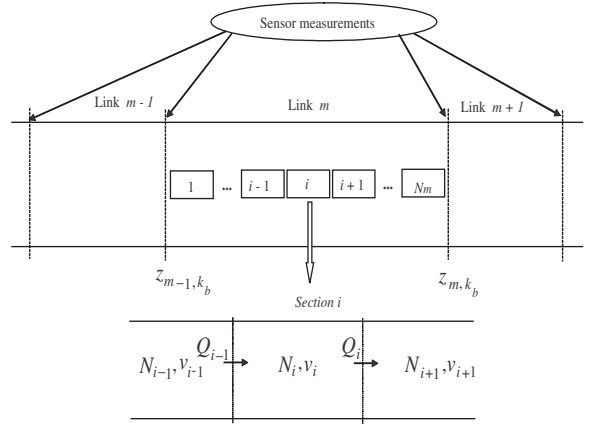 Sensor measurements
Link m - 1 Link m Link m + 1
1 ... i - 1 i i + 1 ... Nm
z_{m-1,k_b} z_{m,k_b}
Section i
Q_{i-1} Q_i
N_{i-1},v_{i-1} N_i,v_i N_{i+1},v_{i+1}